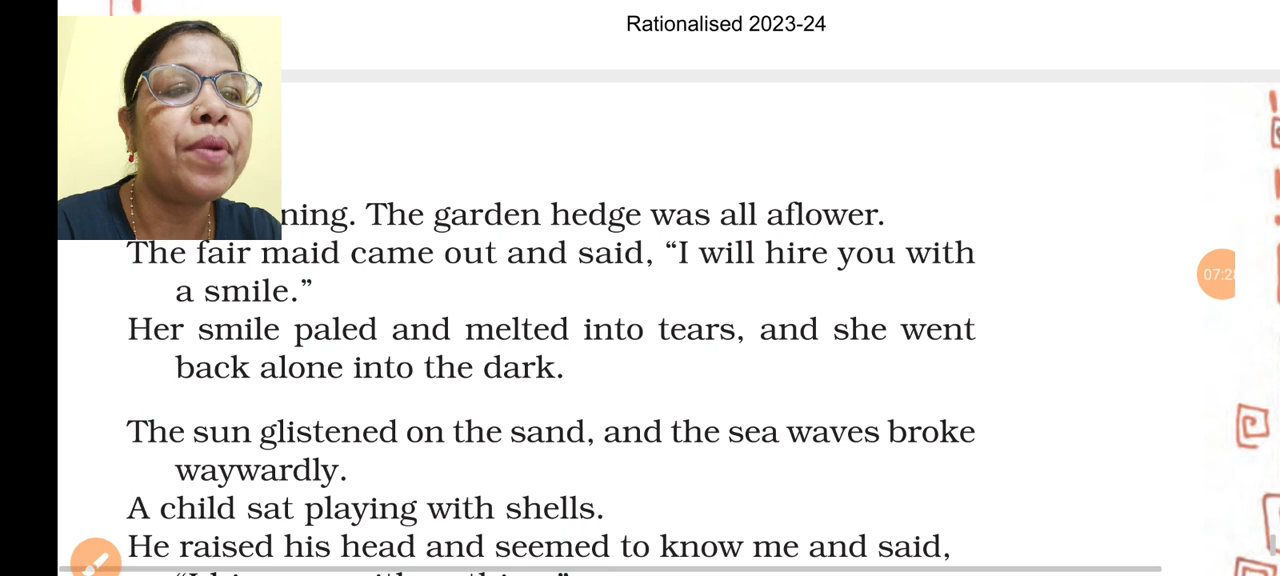 Rationalised 2023-24
ning. The garden hedge was all aflower.
The fair maid came out and said, “I will hire you with
a smile.”
Her smile paled and melted into tears, and she went
back alone into the dark.
The sun glistened on the sand, and the sea waves broke
waywardly.
A child sat playing with shells.
He raised his head and seemed to know me and said,
07:28